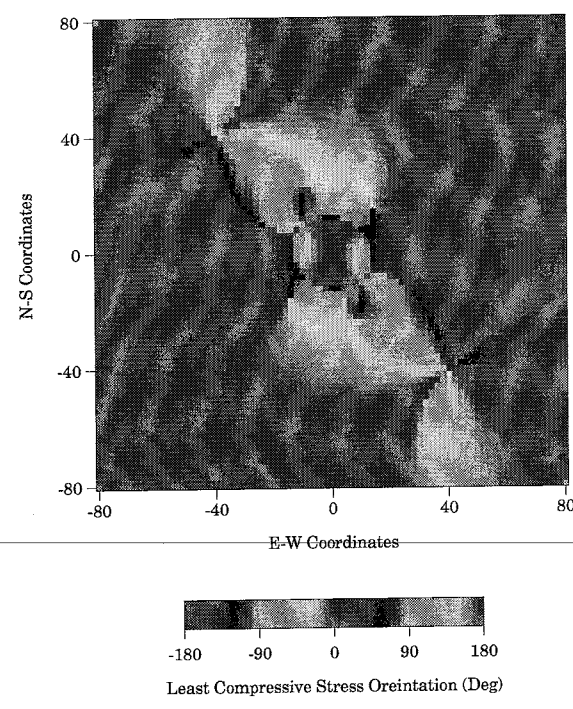 80
40
0
-40
-80
N-S Coordinates
-80 -40 0 40 80
E-W Coordinates
-180 -90 0 90 180
Least Compressive Stress Oreintation (Deg)